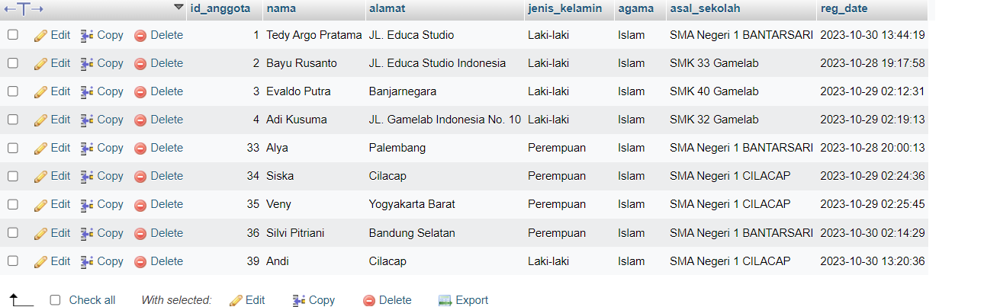 id_anggota nama alamat jenis_kelamin agama asal_sekolah reg_date
Edit Copy Delete 1 Tedy Argo Pratama JL. Educa Studio Laki-laki Islam SMA Negeri 1 BANTARSARI 2023-10-30 13:44:19
Edit Copy Delete 2 Bayu Rusanto JL. Educa Studio Indonesia Laki-laki Islam SMK 33 Gamelab 2023-10-28 19:17:58
Edit Copy Delete 3 Evaldo Putra Banjarnegara Laki-laki Islam SMK 40 Gamelab 2023-10-29 02:12:31
Edit Copy Delete 4 Adi Kusuma JL. Gamelab Indonesia No. 10 Laki-laki Islam SMK 32 Gamelab 2023-10-29 02:19:13
Edit Copy Delete 33 Alya Palembang Perempuan Islam SMA Negeri 1 BANTARSARI 2023-10-28 20:00:13
Edit Copy Delete 34 Siska Cilacap Perempuan Islam SMA Negeri 1 CILACAP 2023-10-29 02:24:36
Edit Copy Delete 35 Veny Yogyakarta Barat Perempuan Islam SMA Negeri 1 CILACAP 2023-10-29 02:25:45
Edit Copy Delete 36 Silvi Pitriani Bandung Selatan Perempuan Islam SMA Negeri 1 BANTARSARI 2023-10-30 02:14:29
Edit Copy Delete 39 Andi Cilacap Laki-laki Islam SMA Negeri 1 CILACAP 2023-10-30 13:20:36
Check all With selected: Edit Copy Delete Export